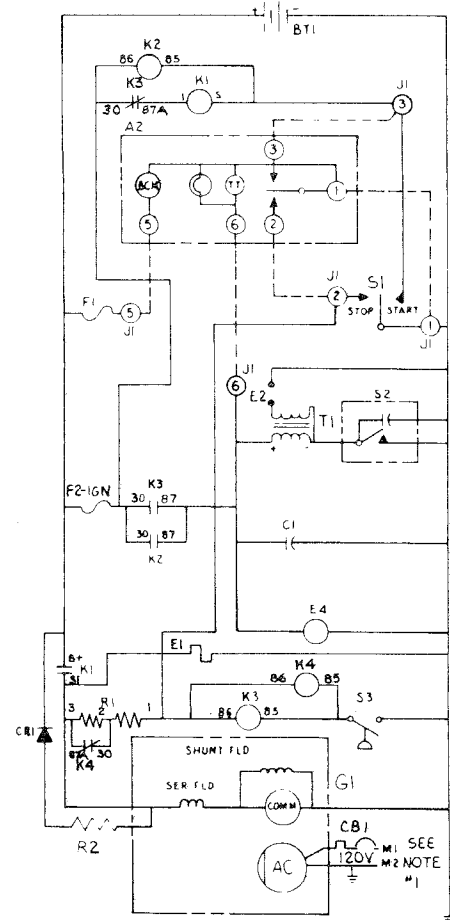 + -
BT1
K2
86 85
K3
K1
30 87A
1 S
J1
3
A2
3
BCH
TT
1
5
6
2
J1
2
S1
STOP START
1
J1
F1
5
J1
J1
6
E2
T1
+ -
S2
F2-IGN
K3
30 87
30 87
K2
C1
E4
E1
B+
K1
S1
K4
86 85
K3
86 85
S3
3 R1 2 1
87A 30
K4
CR1
SHUNT FLD
SER FLD
COMM
G1
R2
AC
CB1
120V
M1
M2
SEE
NOTE
#1